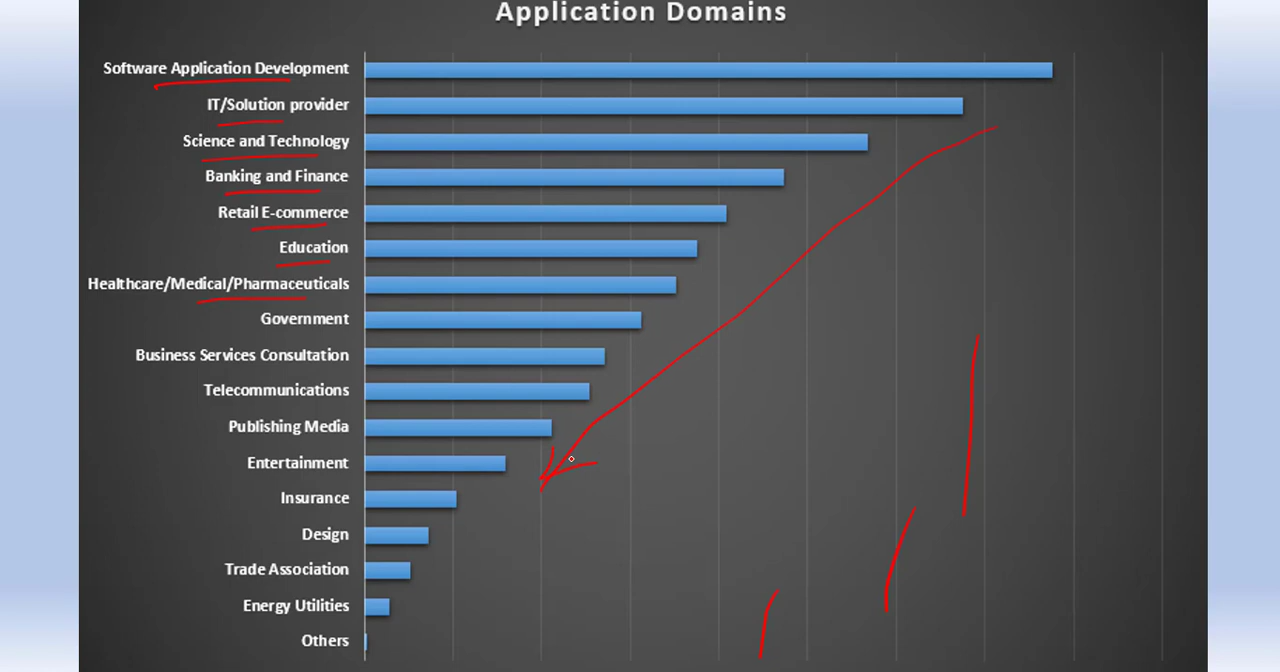 Application Domains
Software Application Development
IT/Solution provider
Science and Technology
Banking and Finance
Retail E-commerce
Education
Healthcare/Medical/Pharmaceuticals
Government
Business Services Consultation
Telecommunications
Publishing Media
Entertainment
Insurance
Design
Trade Association
Energy Utilities
Others